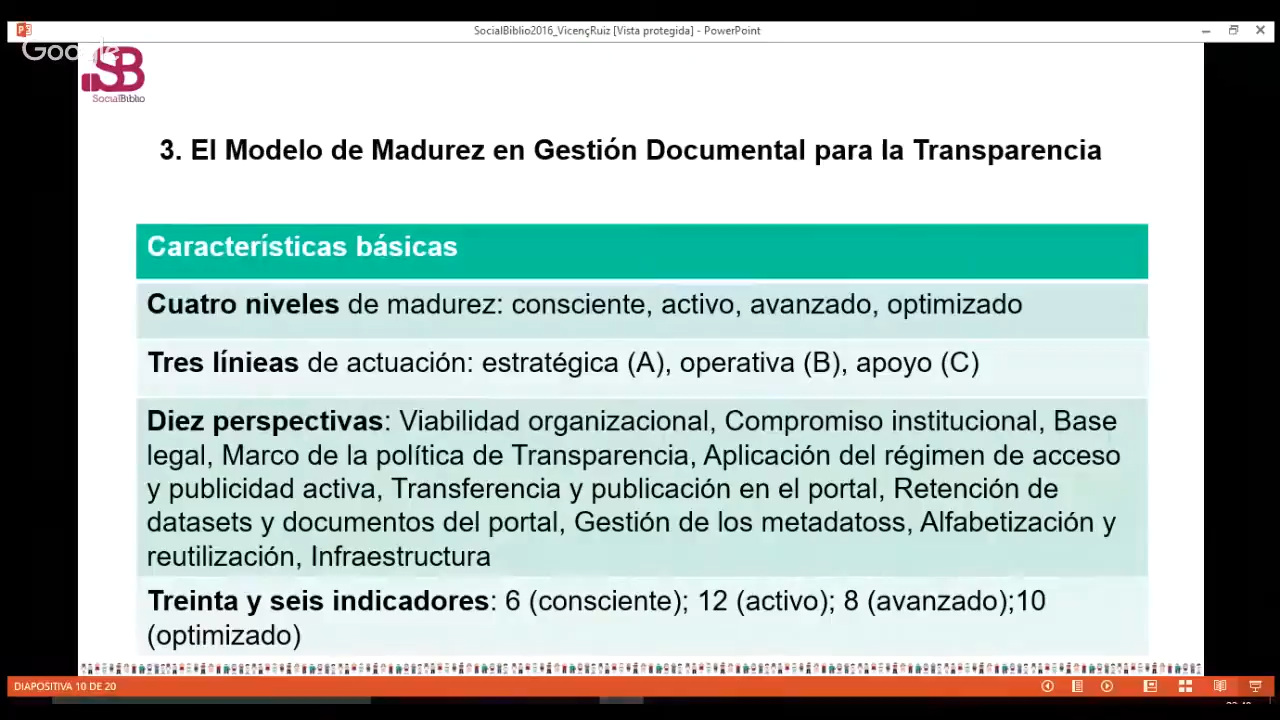 SocialBiblio2016_VicençRuiz [Vista protegida] - PowerPoint
Google
SB
SocialBiblio
3. El Modelo de Madurez en Gestión Documental para la Transparencia
Características básicas
Cuatro niveles de madurez: consciente, activo, avanzado, optimizado
Tres línieas de actuación: estratégica (A), operativa (B), apoyo (C)
Diez perspectivas: Viabilidad organizacional, Compromiso institucional, Base
legal, Marco de la política de Transparencia, Aplicación del régimen de acceso
y publicidad activa, Transferencia y publicación en el portal, Retención de
datasets y documentos del portal, Gestión de los metadatoss, Alfabetización y
reutilización, Infraestructura
Treinta y seis indicadores: 6 (consciente); 12 (activo); 8 (avanzado);10
(optimizado)
DIAPOSITIVA 10 DE 20